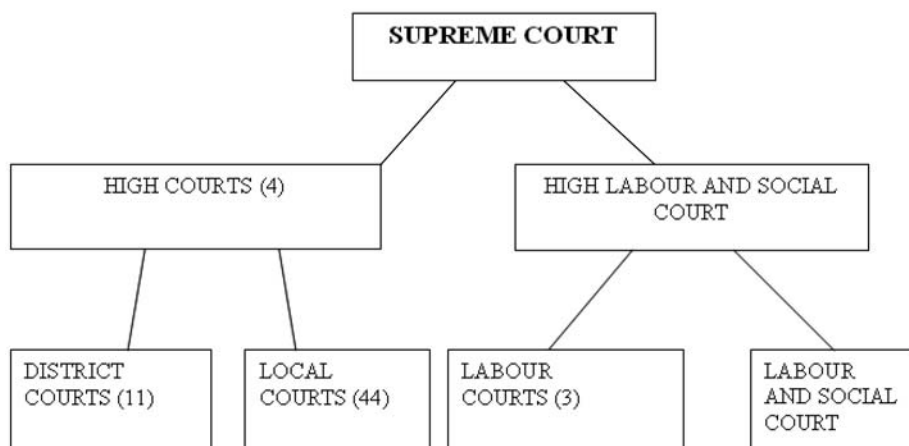 SUPREME COURT
HIGH COURTS (4)
HIGH LABOUR AND SOCIAL
COURT
DISTRICT
COURTS (11)
LOCAL
COURTS (44)
LABOUR
COURTS (3)
LABOUR
AND SOCIAL
COURT